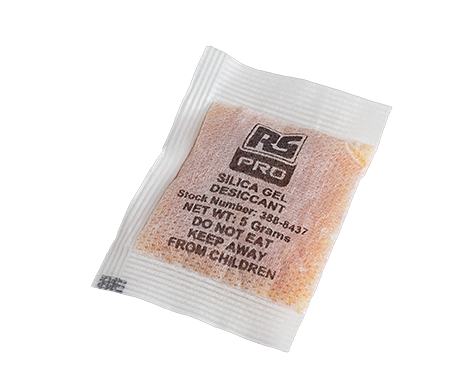 RS
PRO
SILICA GEL
DESICCANT
Stock Number: 388-8437
NET WT: 5 Grams
DO NOT EAT
KEEP AWAY
FROM CHILDREN